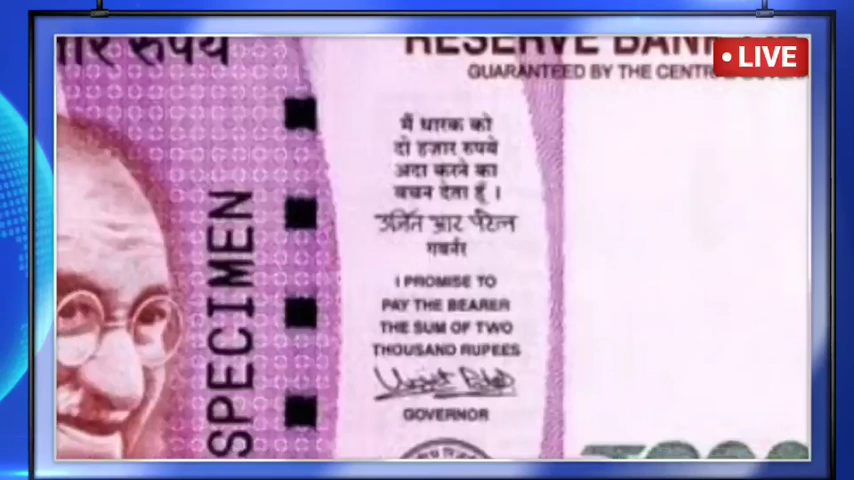 रुपये
RESERVE BANK
LIVE
GUARANTEED BY THE
मैं धारक को
दो हज़ार रुपये
अदा करने का
वचन देता हूँ ।
उर्जित आर पटेल
गवर्नर
SPECIMEN
I PROMISE TO
PAY THE BEARER
THE SUM OF TWO
THOUSAND RUPEES
GOVERNOR